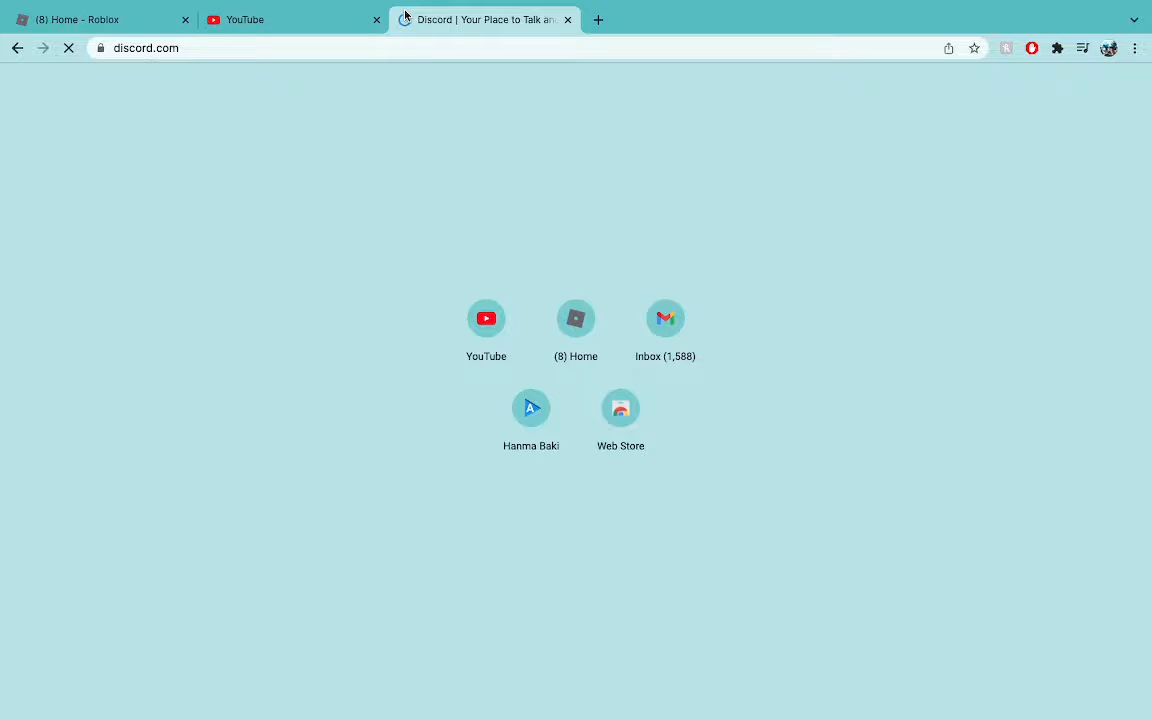 (8) Home - Roblox
YouTube
Discord | Your Place to Talk an
discord.com
YouTube
(8) Home
Inbox (1,588)
Hanma Baki
Web Store